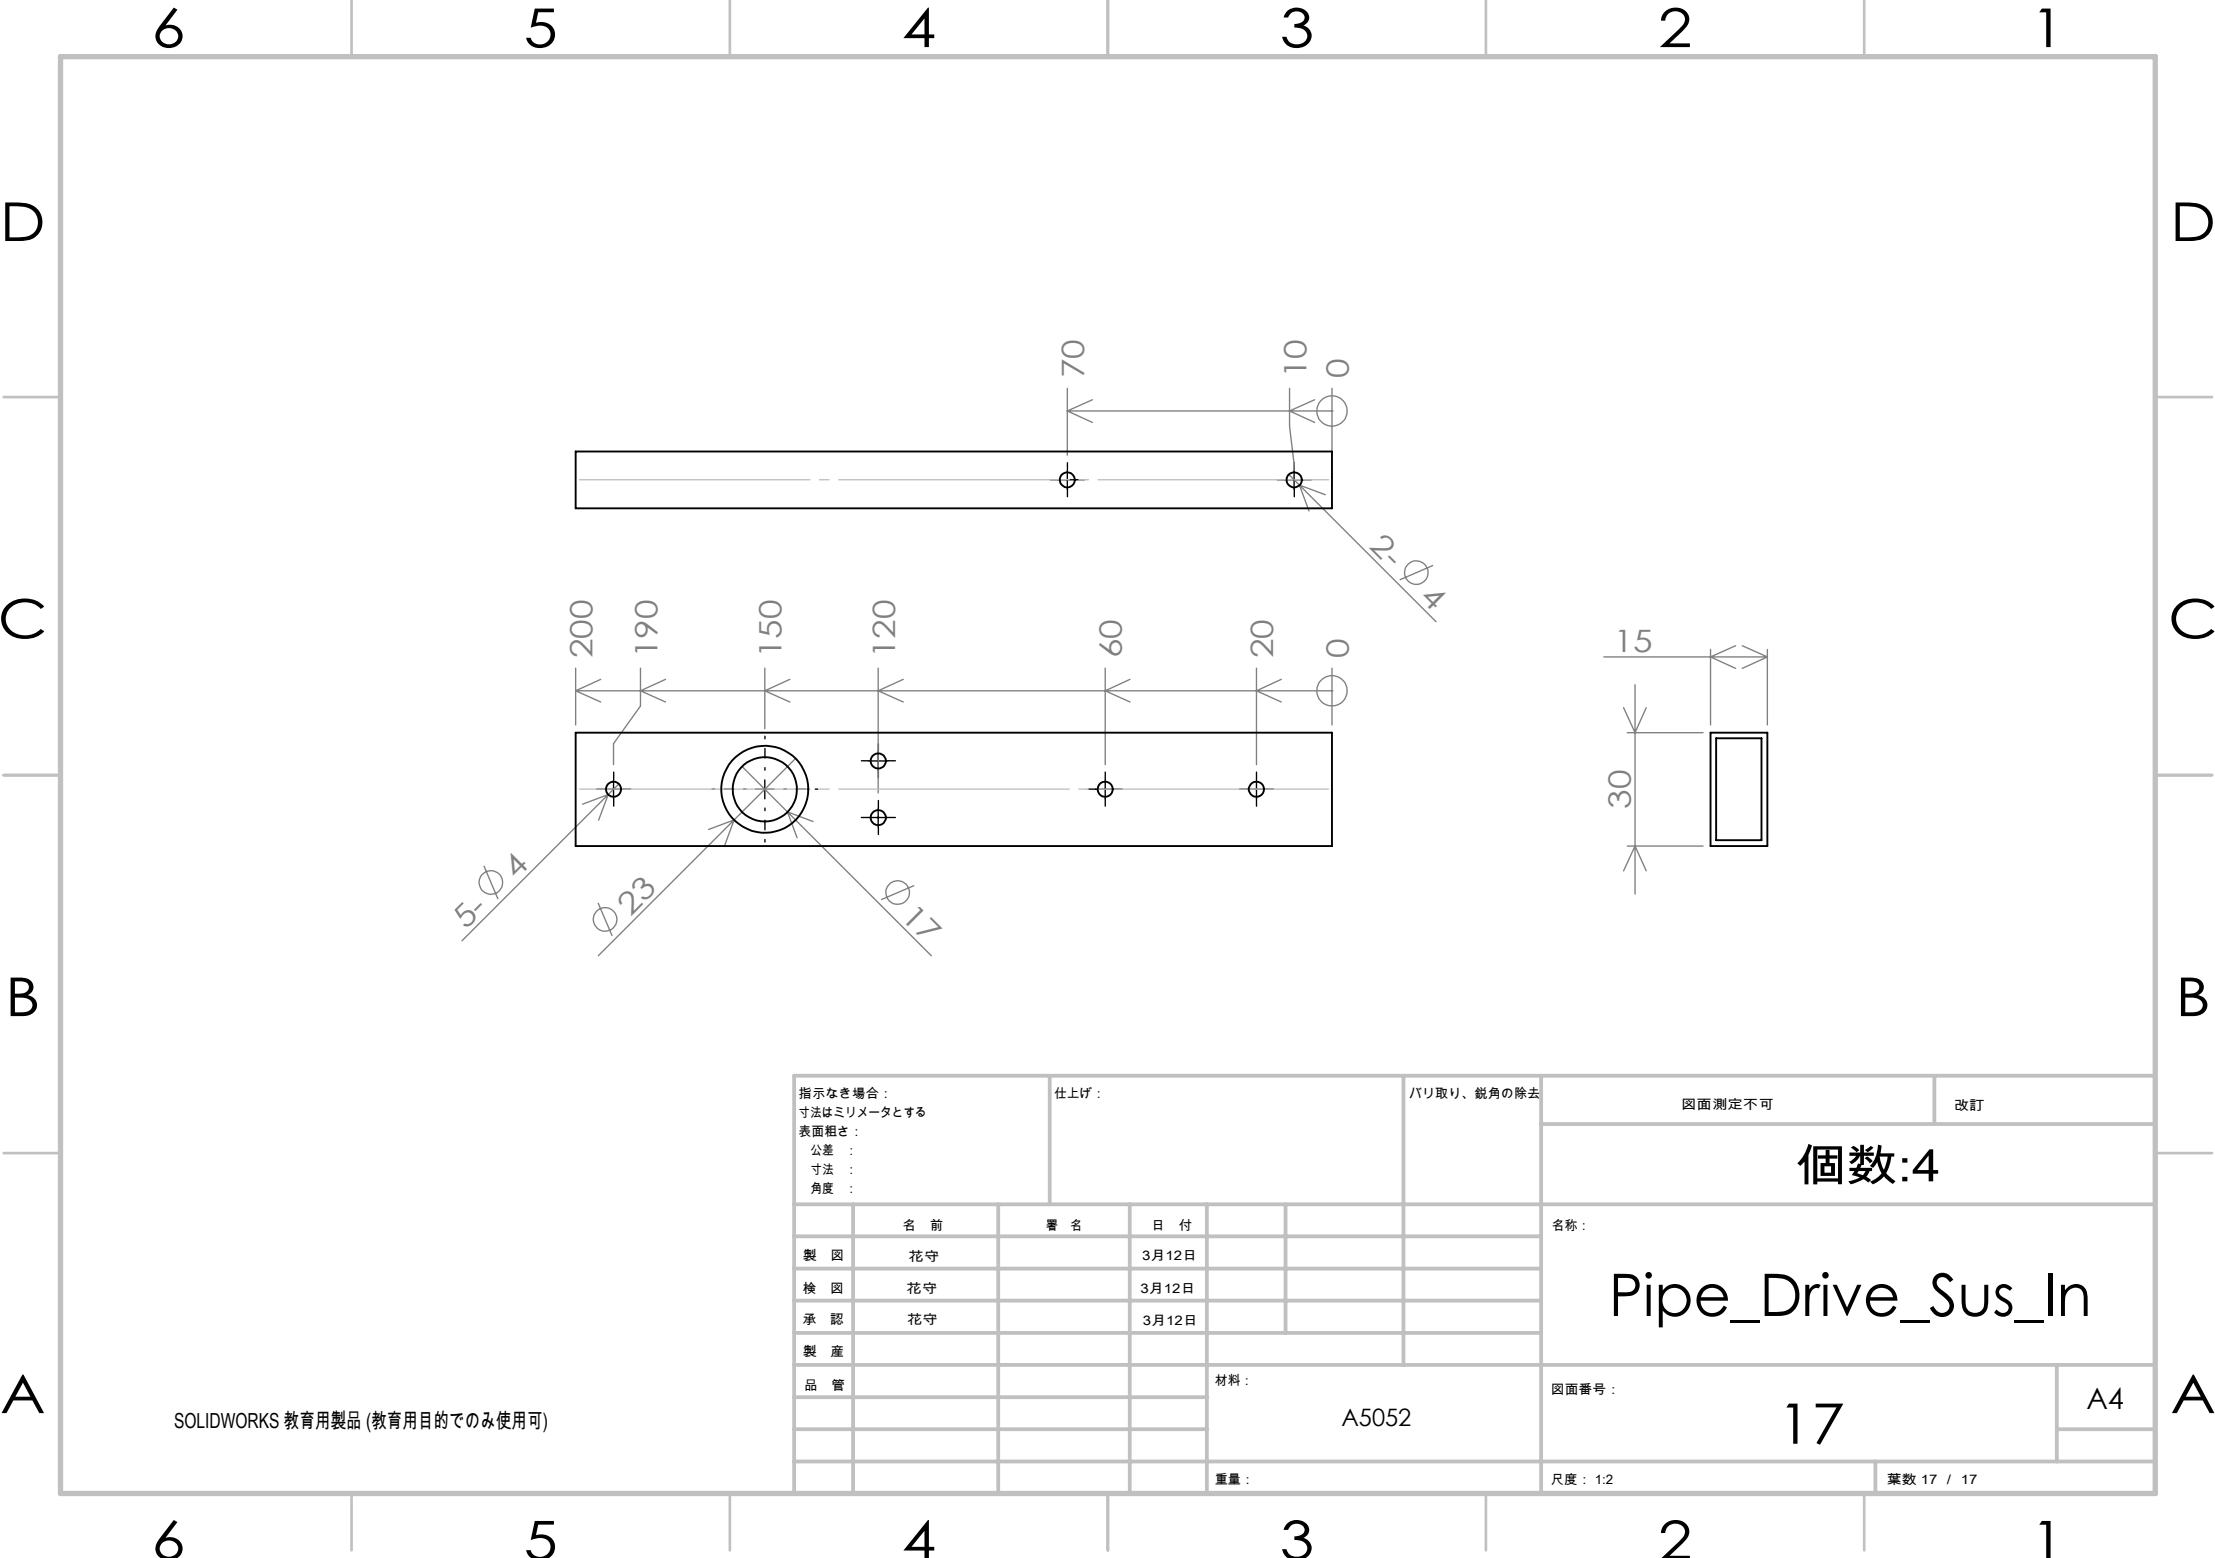 6 5 4 3 2 1
D D
70 10 0
2-∅4
C C
200 190 150 120 60 20 0
15
30
5-∅4
∅23
∅17
B B
指示なき場合：
寸法はミリメータとする
表面粗さ：
公差 ：
寸法 ：
角度 ：
仕上げ：
バリ取り、鋭角の除去
図面測定不可
改訂
個数:4
名 前 署 名 日 付
製 図 花守 3月12日
検 図 花守 3月12日
承 認 花守 3月12日
製 産
品 管
名称：
Pipe_Drive_Sus_In
材料：
A5052
図面番号：
17
A4
重量：
尺度： 1:2
葉数 17 / 17
A A
SOLIDWORKS 教育用製品 (教育用目的でのみ使用可)
6 5 4 3 2 1